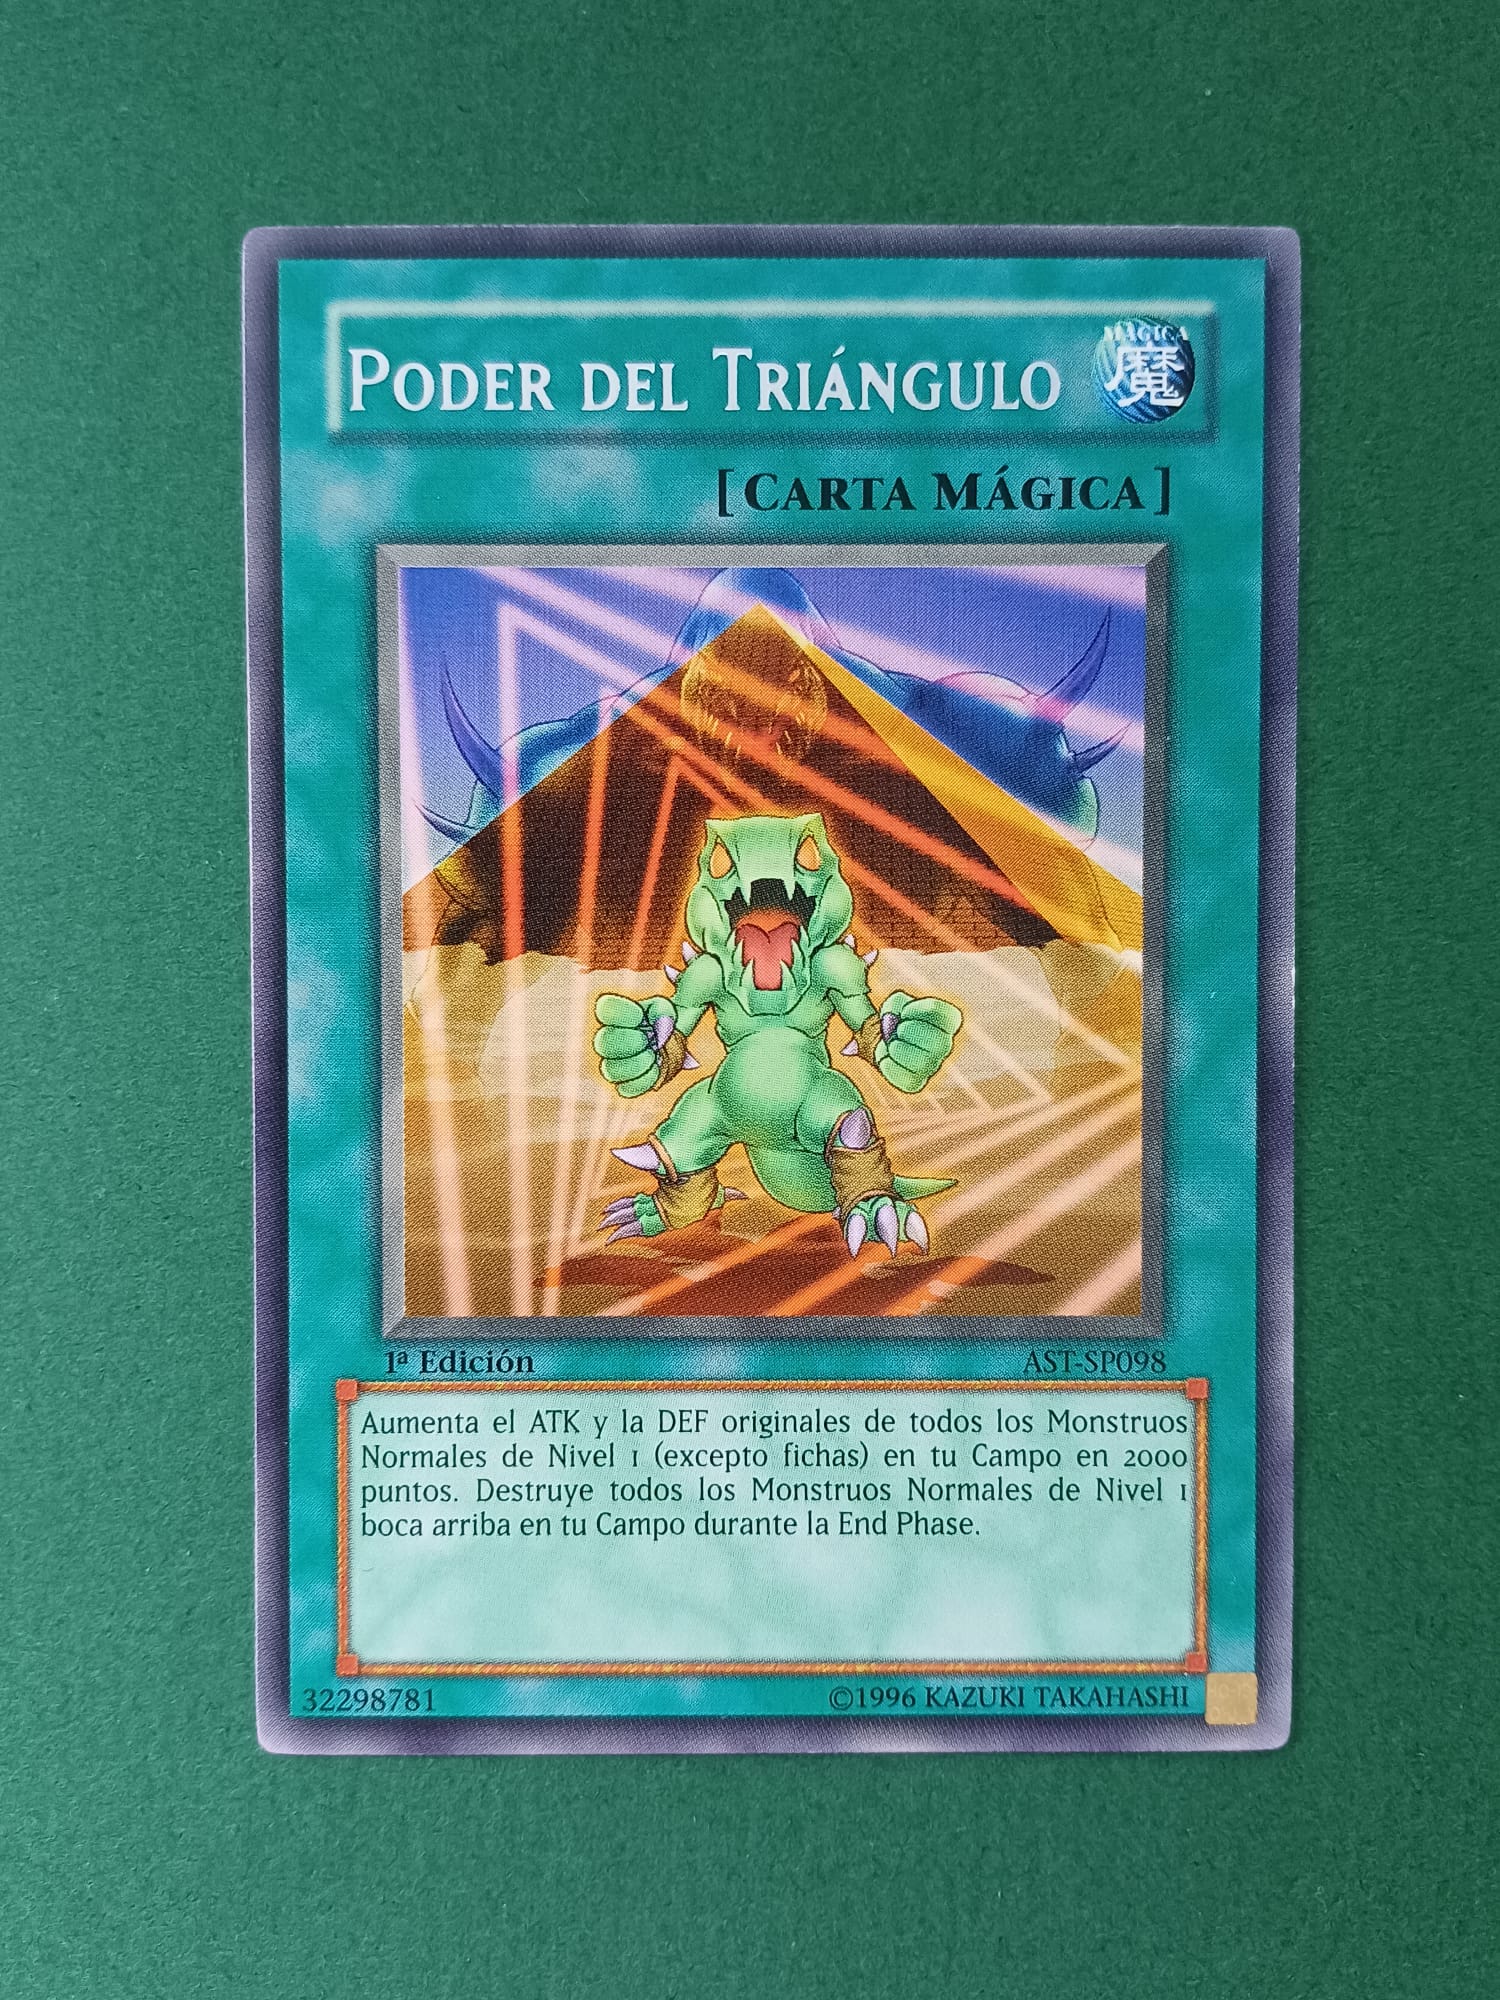 PODER DEL TRIÁNGULO
MÁGICA
魔
[CARTA MÁGICA]
1ª Edición
AST-SP098
Aumenta el ATK y la DEF originales de todos los Monstruos
Normales de Nivel 1 (excepto fichas) en tu Campo en 2000
puntos. Destruye todos los Monstruos Normales de Nivel 1
boca arriba en tu Campo durante la End Phase.
32298781
©1996 KAZUKI TAKAHASHI